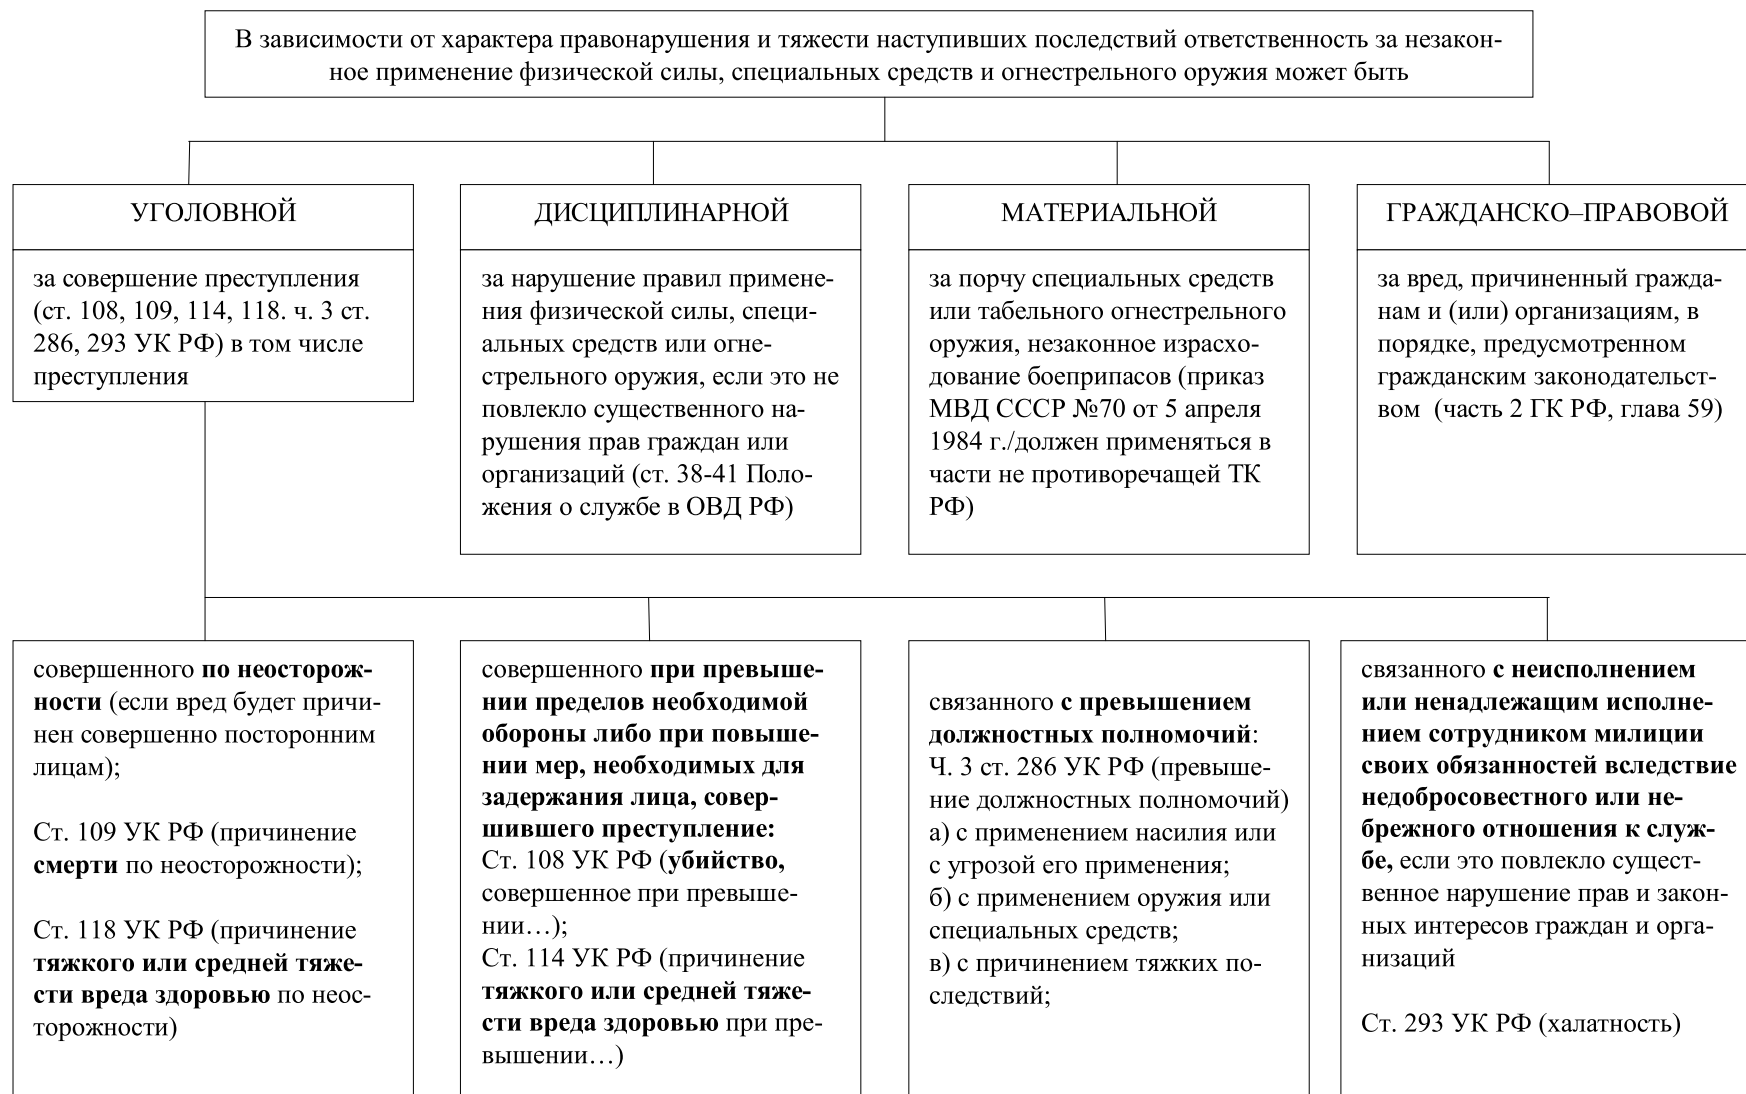 В зависимости от характера правонарушения и тяжести наступивших последствий ответственность за незакон-
ное применение физической силы, специальных средств и огнестрельного оружия может быть
УГОЛОВНОЙ
за совершение преступления
(ст. 108, 109, 114, 118. ч. 3 ст.
286, 293 УК РФ) в том числе
преступления
ДИСЦИПЛИНАРНОЙ
за нарушение правил примене-
ния физической силы, специ-
альных средств или огне-
стрельного оружия, если это не
повлекло существенного на-
рушения прав граждан или
организаций (ст. 38-41 Поло-
жения о службе в ОВД РФ)
МАТЕРИАЛЬНОЙ
за порчу специальных средств
или табельного огнестрельного
оружия, незаконное израсхо-
дование боеприпасов (приказ
МВД СССР №70 от 5 апреля
1984 г./должен применяться в
части не противоречащей ТК
РФ)
ГРАЖДАНСКО–ПРАВОВОЙ
за вред, причиненный гражда-
нам и (или) организациям, в
порядке, предусмотренном
гражданским законодательст-
вом (часть 2 ГК РФ, глава 59)
совершенного по неосторож-
ности (если вред будет причи-
нен совершенно посторонним
лицам);
Ст. 109 УК РФ (причинение
смерти по неосторожности);
Ст. 118 УК РФ (причинение
тяжкого или средней тяже-
сти вреда здоровью по неос-
торожности)
совершенного при превыше-
нии пределов необходимой
обороны либо при повыше-
нии мер, необходимых для
задержания лица, совер-
шившего преступление:
Ст. 108 УК РФ (убийство,
совершенное при превыше-
нии…);
Ст. 114 УК РФ (причинение
тяжкого или средней тяже-
сти вреда здоровью при пре-
вышении…)
связанного с превышением
должностных полномочий:
Ч. 3 ст. 286 УК РФ (превыше-
ние должностных полномочий)
а) с применением насилия или
с угрозой его применения;
б) с применением оружия или
специальных средств;
в) с причинением тяжких по-
следствий;
связанного с неисполнением
или ненадлежащим исполне-
нием сотрудником милиции
своих обязанностей вследствие
недобросовестного или не-
брежного отношения к служ-
бе, если это повлекло сущест-
венное нарушение прав и закон-
ных интересов граждан и орга-
низаций
Ст. 293 УК РФ (халатность)